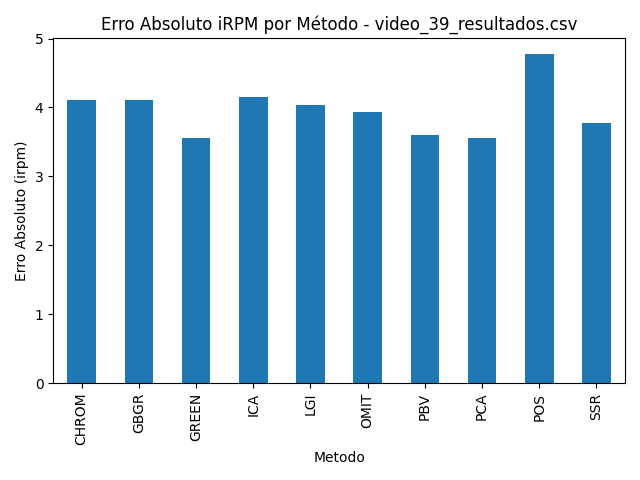 Erro Absoluto iRPM por Método - video_39_resultados.csv
Erro Absoluto (irpm)
5
4
3
2
1
0
CHROM
GBGR
GREEN
ICA
LGI
OMIT
PBV
PCA
POS
SSR
Metodo